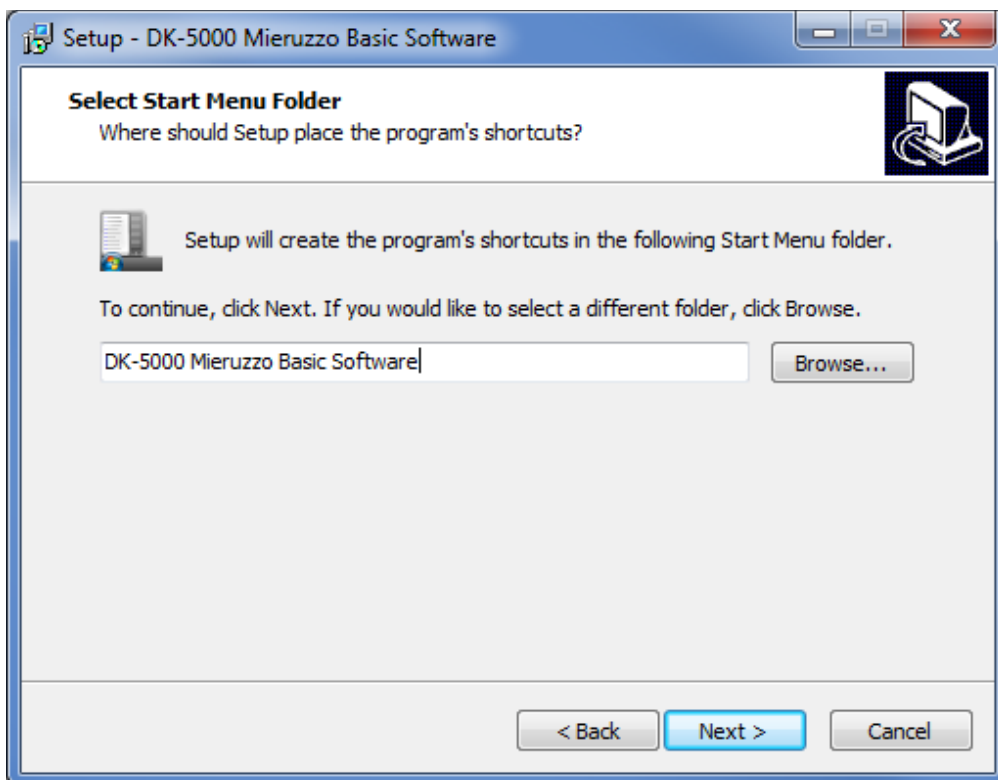 Setup - DK-5000 Mieruzzo Basic Software
Select Start Menu Folder
Where should Setup place the program's shortcuts?
Setup will create the program's shortcuts in the following Start Menu folder.
To continue, click Next. If you would like to select a different folder, click Browse.
DK-5000 Mieruzzo Basic Software
Browse...
< Back
Next >
Cancel